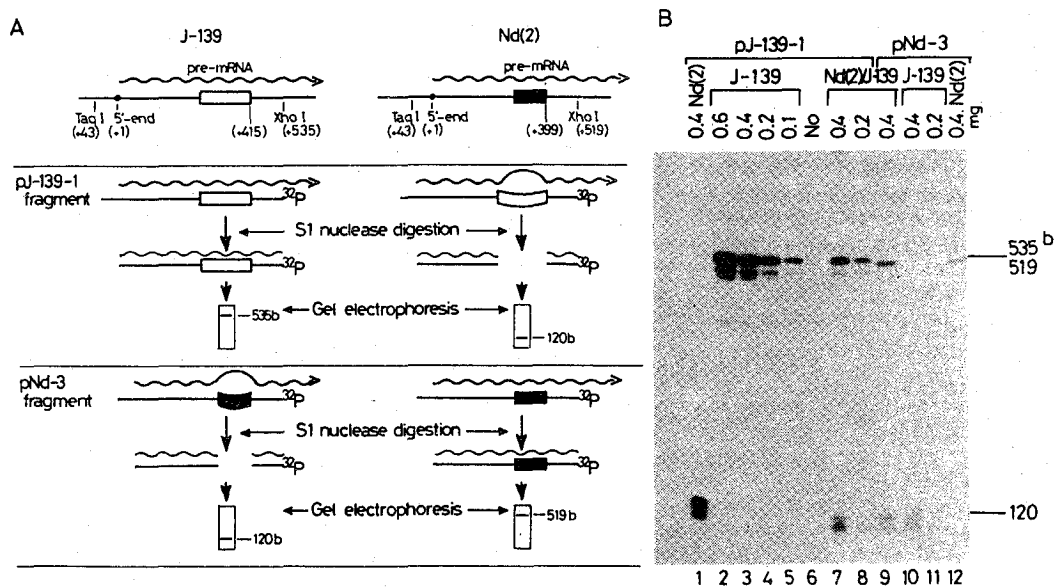 A
J-139
Nd(2)
pre-mRNA
pre-mRNA
Taq I 5'-end Xho I
(+43) (+1) (+415) (+535)
Taq I 5'-end Xho I
(+43) (+1) (+399) (+519)
pJ-139-1
fragment
32P
32P
S1 nuclease digestion
32P
32P
Gel electrophoresis
535b
120b
pNd-3
fragment
32P
32P
S1 nuclease digestion
32P
32P
Gel electrophoresis
120b
519b
B
pJ-139-1 pNd-3
Nd(2) J-139 Nd(2)/J-139 J-139 Nd(2)
0.4 0.6 0.4 0.2 0.1 No 0.4 0.2 0.4 0.4 0.2 0.4 mg
535 b
519
120
1 2 3 4 5 6 7 8 9 10 11 12